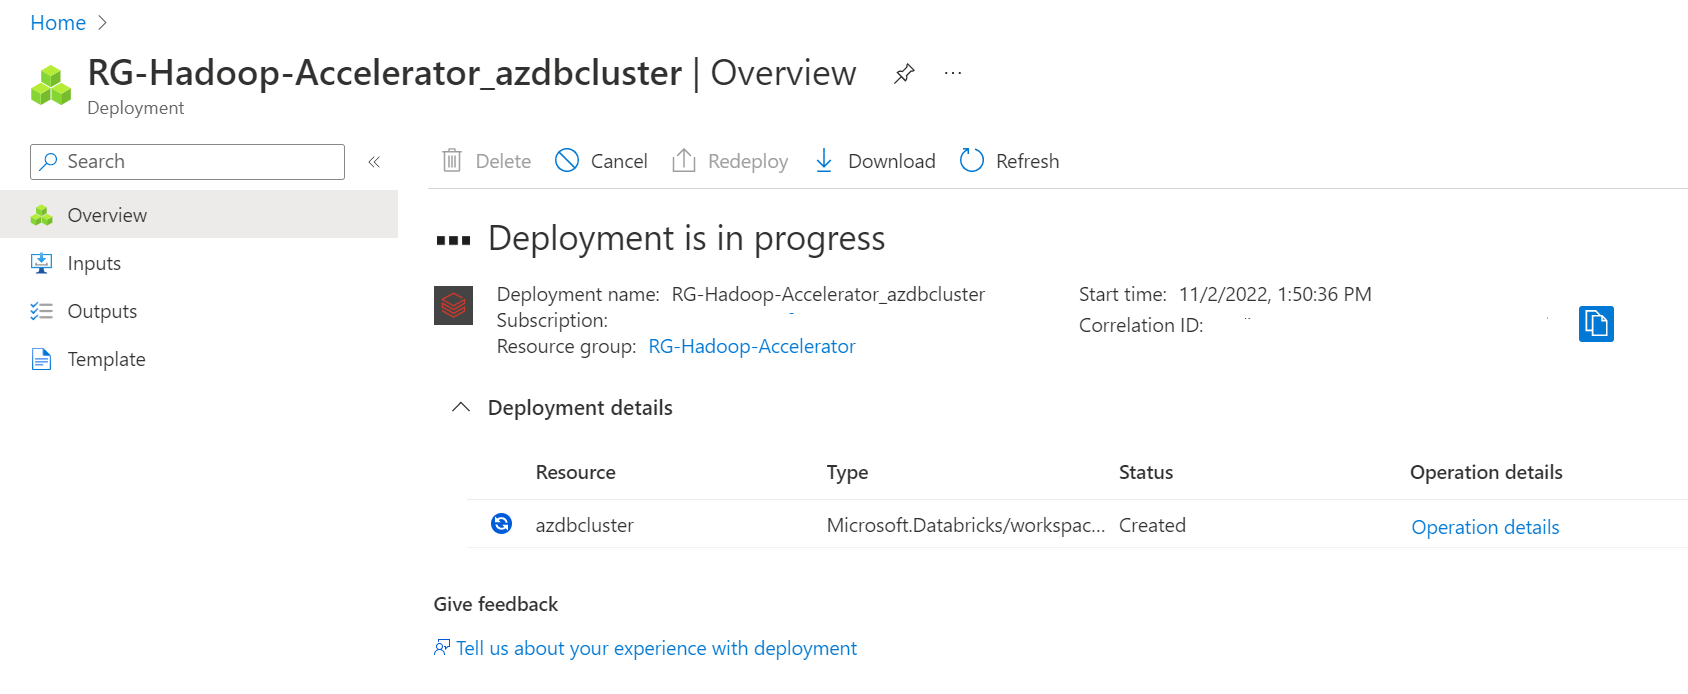 Home
RG-Hadoop-Accelerator_azdbcluster | Overview
Deployment
Search
Delete Cancel Redeploy Download Refresh
Overview
Inputs
Outputs
Template
Deployment is in progress
Deployment name: RG-Hadoop-Accelerator_azdbcluster
Subscription:
Resource group: RG-Hadoop-Accelerator
Start time: 11/2/2022, 1:50:36 PM
Correlation ID:
Deployment details
Resource Type Status Operation details
azdbcluster Microsoft.Databricks/workspac... Created Operation details
Give feedback
Tell us about your experience with deployment